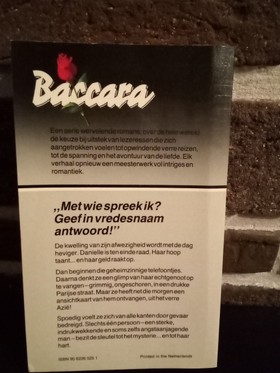 Baccara
Een serie wervelende romans, over de hele wereld
de keuze bij uitstek van lezeressen die zich
aangetrokken voelen tot opwindende verre reizen,
tot de spanning en het avontuur van de liefde. Elk
verhaal opnieuw een meesterwerk vol intriges en
romantiek.
„Met wie spreek ik?
Geef in vredesnaam
antwoord!”
De kwelling van zijn afwezigheid wordt met de dag
heviger. Danielle is ten einde raad. Haar hoop
taant... en haar geld raakt op.
Dan beginnen die geheimzinnige telefoontjes.
Daarna denkt ze een glimp van haar echtgenoot op
te vangen – grimmig, ongeschoren, in een drukke
Parijse straat. Maar ze heeft net die morgen een
ansichtkaart van hem ontvangen, uit het verre
Azië!
Spoedig voelt ze zich van alle kanten door gevaar
bedreigd. Slechts één persoon – een sterke,
indrukwekkende en soms zelfs angstaanjagende
man – bezit de sleutel tot het mysterie... en tot haar
hart.
Printed in the Netherlands